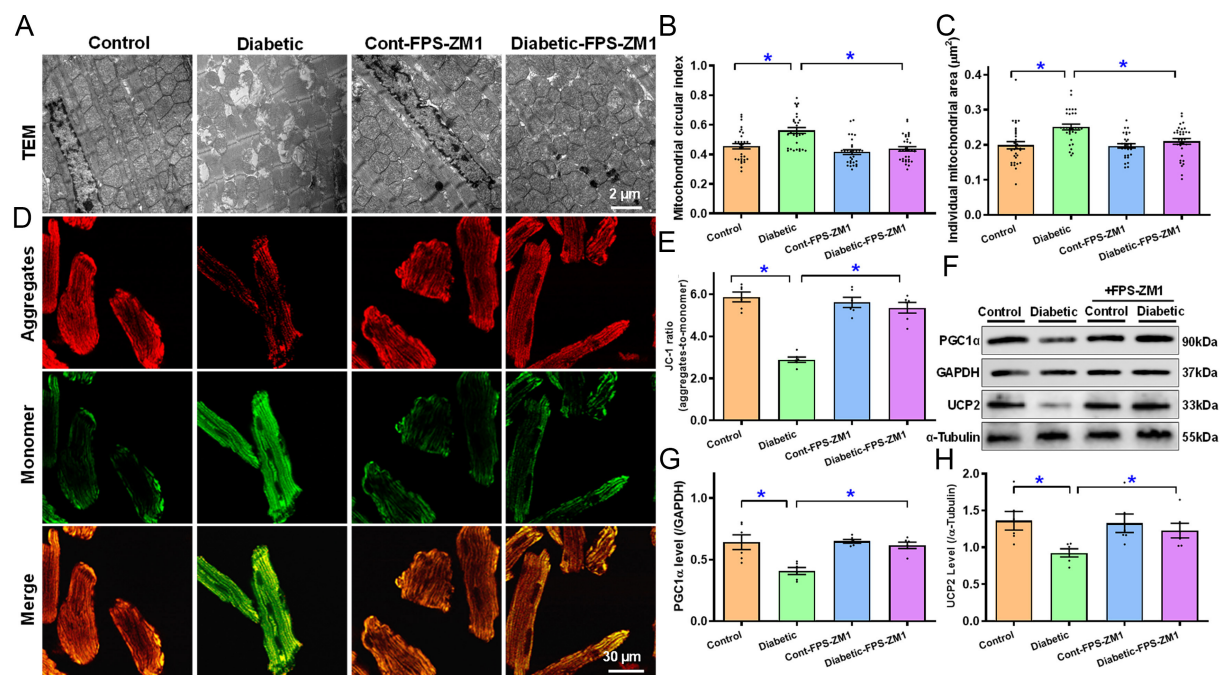 A
Control
Diabetic
Cont-FPS-ZM1
Diabetic-FPS-ZM1
TEM
2 µm
B
Mitochondrial circular index
1.0
0.8
0.6
0.4
0.2
0.0
*
*
Control
Diabetic
Cont-FPS-ZM1
Diabetic-FPS-ZM1
C
Individual mitochondrial area (µm²)
0.4
0.3
0.2
0.1
0.0
*
*
Control
Diabetic
Cont-FPS-ZM1
Diabetic-FPS-ZM1
D
Aggregates
Monomer
Merge
30 µm
E
JC-1 ratio
(aggregates-to-monomer)
6.0
4.0
2.0
0.0
*
*
Control
Diabetic
Cont-FPS-ZM1
Diabetic-FPS-ZM1
F
+FPS-ZM1
Control
Diabetic
Control
Diabetic
PGC1α
90kDa
GAPDH
37kDa
UCP2
33kDa
α-Tubulin
55kDa
G
PGC1α level (/GAPDH)
1.0
0.5
0.0
*
*
Control
Diabetic
Cont-FPS-ZM1
Diabetic-FPS-ZM1
H
UCP2 Level (/α-Tubulin)
2.0
1.5
1.0
0.5
0.0
*
*
Control
Diabetic
Cont-FPS-ZM1
Diabetic-FPS-ZM1